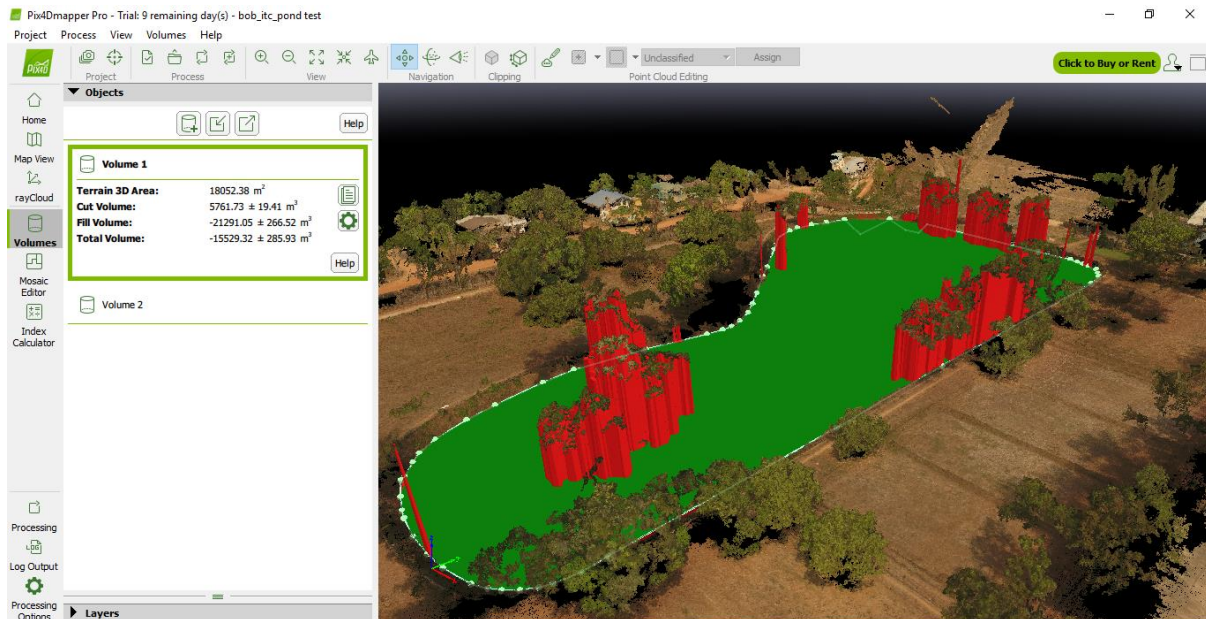 Pix4Dmapper Pro - Trial: 9 remaining day(s) - bob_itc_pond test
Project Process View Volumes Help
PIX4D
Project Process View Navigation Clipping Point Cloud Editing
Unclassified Assign
Click to Buy or Rent
Home
Map View
rayCloud
Volumes
Mosaic
Editor
Index
Calculator
Processing
Log Output
LOG
Processing
Options
Objects
Help
Volume 1
Terrain 3D Area: 18052.38 m²
Cut Volume: 5761.73 ± 19.41 m³
Fill Volume: -21291.05 ± 266.52 m³
Total Volume: -15529.32 ± 285.93 m³
Help
Volume 2
Layers